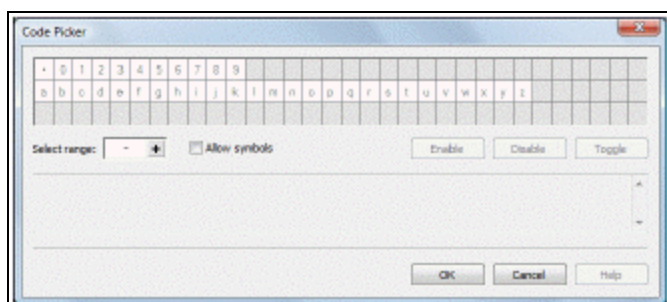 Code Picker
* 0 1 2 3 4 5 6 7 8 9
a b c d e f g h i j k l m n o p q r s t u v w x y z
Select range: - + Allow symbols Enable Disable Toggle
OK Cancel Help